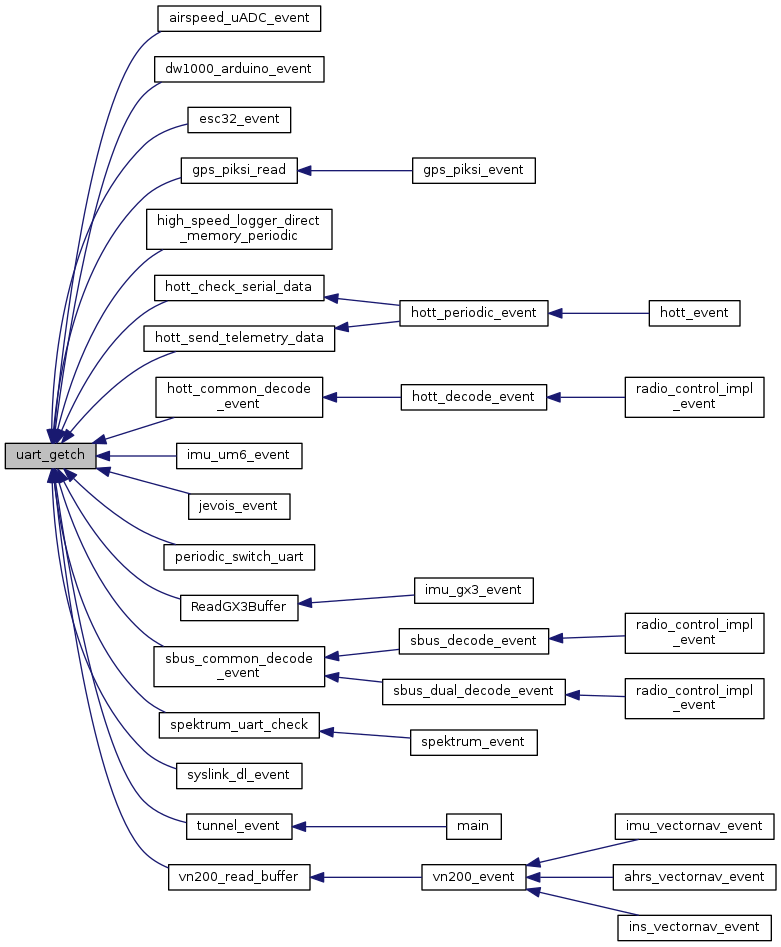 airspeed_uADC_event
dw1000_arduino_event
esc32_event
gps_piksi_read
gps_piksi_event
high_speed_logger_direct
_memory_periodic
hott_check_serial_data
hott_periodic_event
hott_event
hott_send_telemetry_data
hott_common_decode
_event
hott_decode_event
radio_control_impl
_event
uart_getch
imu_um6_event
jevois_event
periodic_switch_uart
ReadGX3Buffer
imu_gx3_event
sbus_common_decode
_event
sbus_decode_event
radio_control_impl
_event
sbus_dual_decode_event
radio_control_impl
_event
spektrum_uart_check
spektrum_event
syslink_dl_event
tunnel_event
main
vn200_read_buffer
vn200_event
imu_vectornav_event
ahrs_vectornav_event
ins_vectornav_event